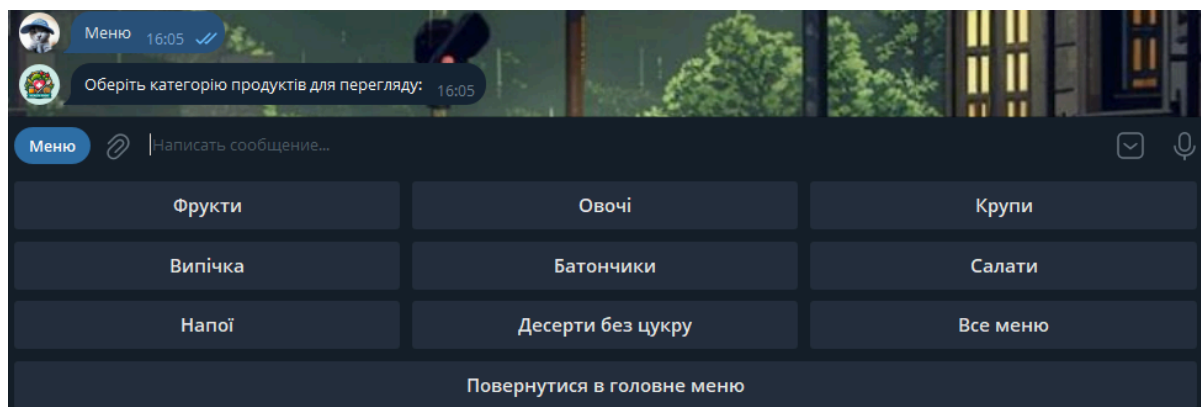 Меню 16:05
Оберіть категорію продуктів для перегляду: 16:05
Меню Написать сообщение...
Фрукти Овочі Крупи
Випічка Батончики Салати
Напої Десерти без цукру Все меню
Повернутися в головне меню